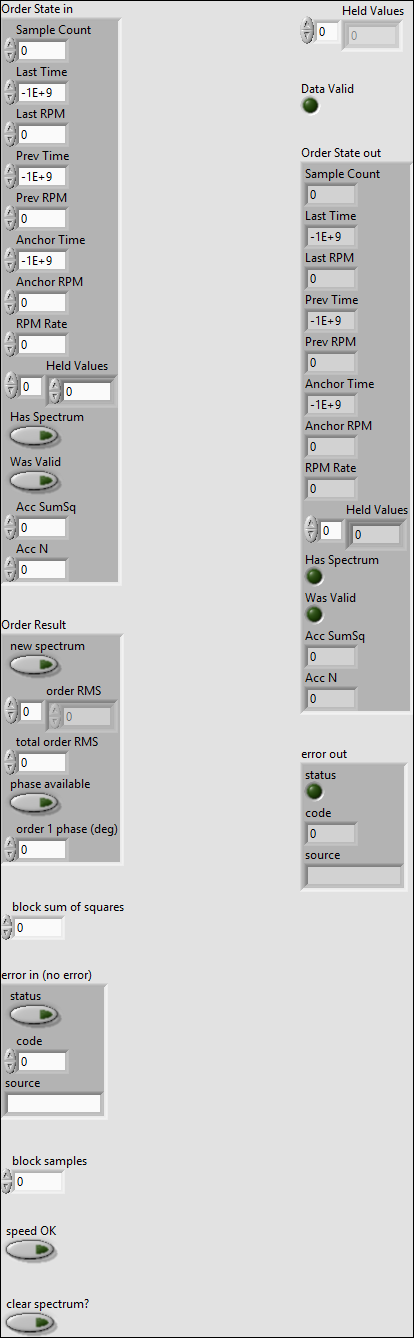 Order State in
Sample Count
0
Last Time
-1E+9
Last RPM
0
Prev Time
-1E+9
Prev RPM
0
Anchor Time
-1E+9
Anchor RPM
0
RPM Rate
0
Held Values
0
0
Has Spectrum
Was Valid
Acc SumSq
0
Acc N
0
Order Result
new spectrum
order RMS
0
0
total order RMS
0
phase available
order 1 phase (deg)
0
block sum of squares
0
error in (no error)
status
code
0
source
block samples
0
speed OK
clear spectrum?
Held Values
0
0
Data Valid
Order State out
Sample Count
0
Last Time
-1E+9
Last RPM
0
Prev Time
-1E+9
Prev RPM
0
Anchor Time
-1E+9
Anchor RPM
0
RPM Rate
0
Held Values
0
0
Has Spectrum
Was Valid
Acc SumSq
0
Acc N
0
error out
status
code
0
source